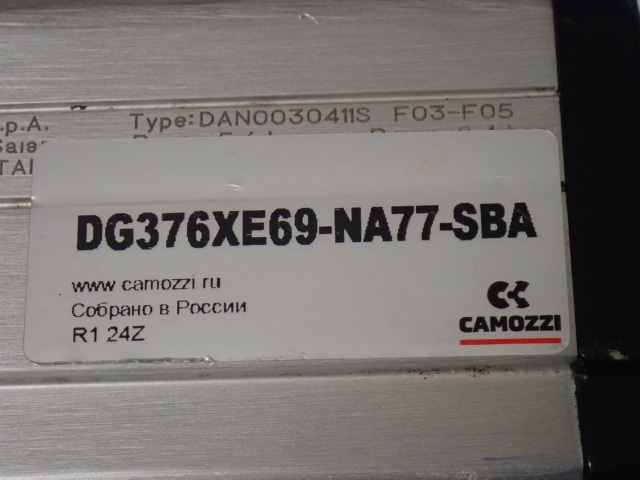 .p.A. Type:DAN0030411S F03-F05
DG376XE69-NA77-SBA
www.camozzi.ru
Собрано в России
R1 24Z
CAMOZZI